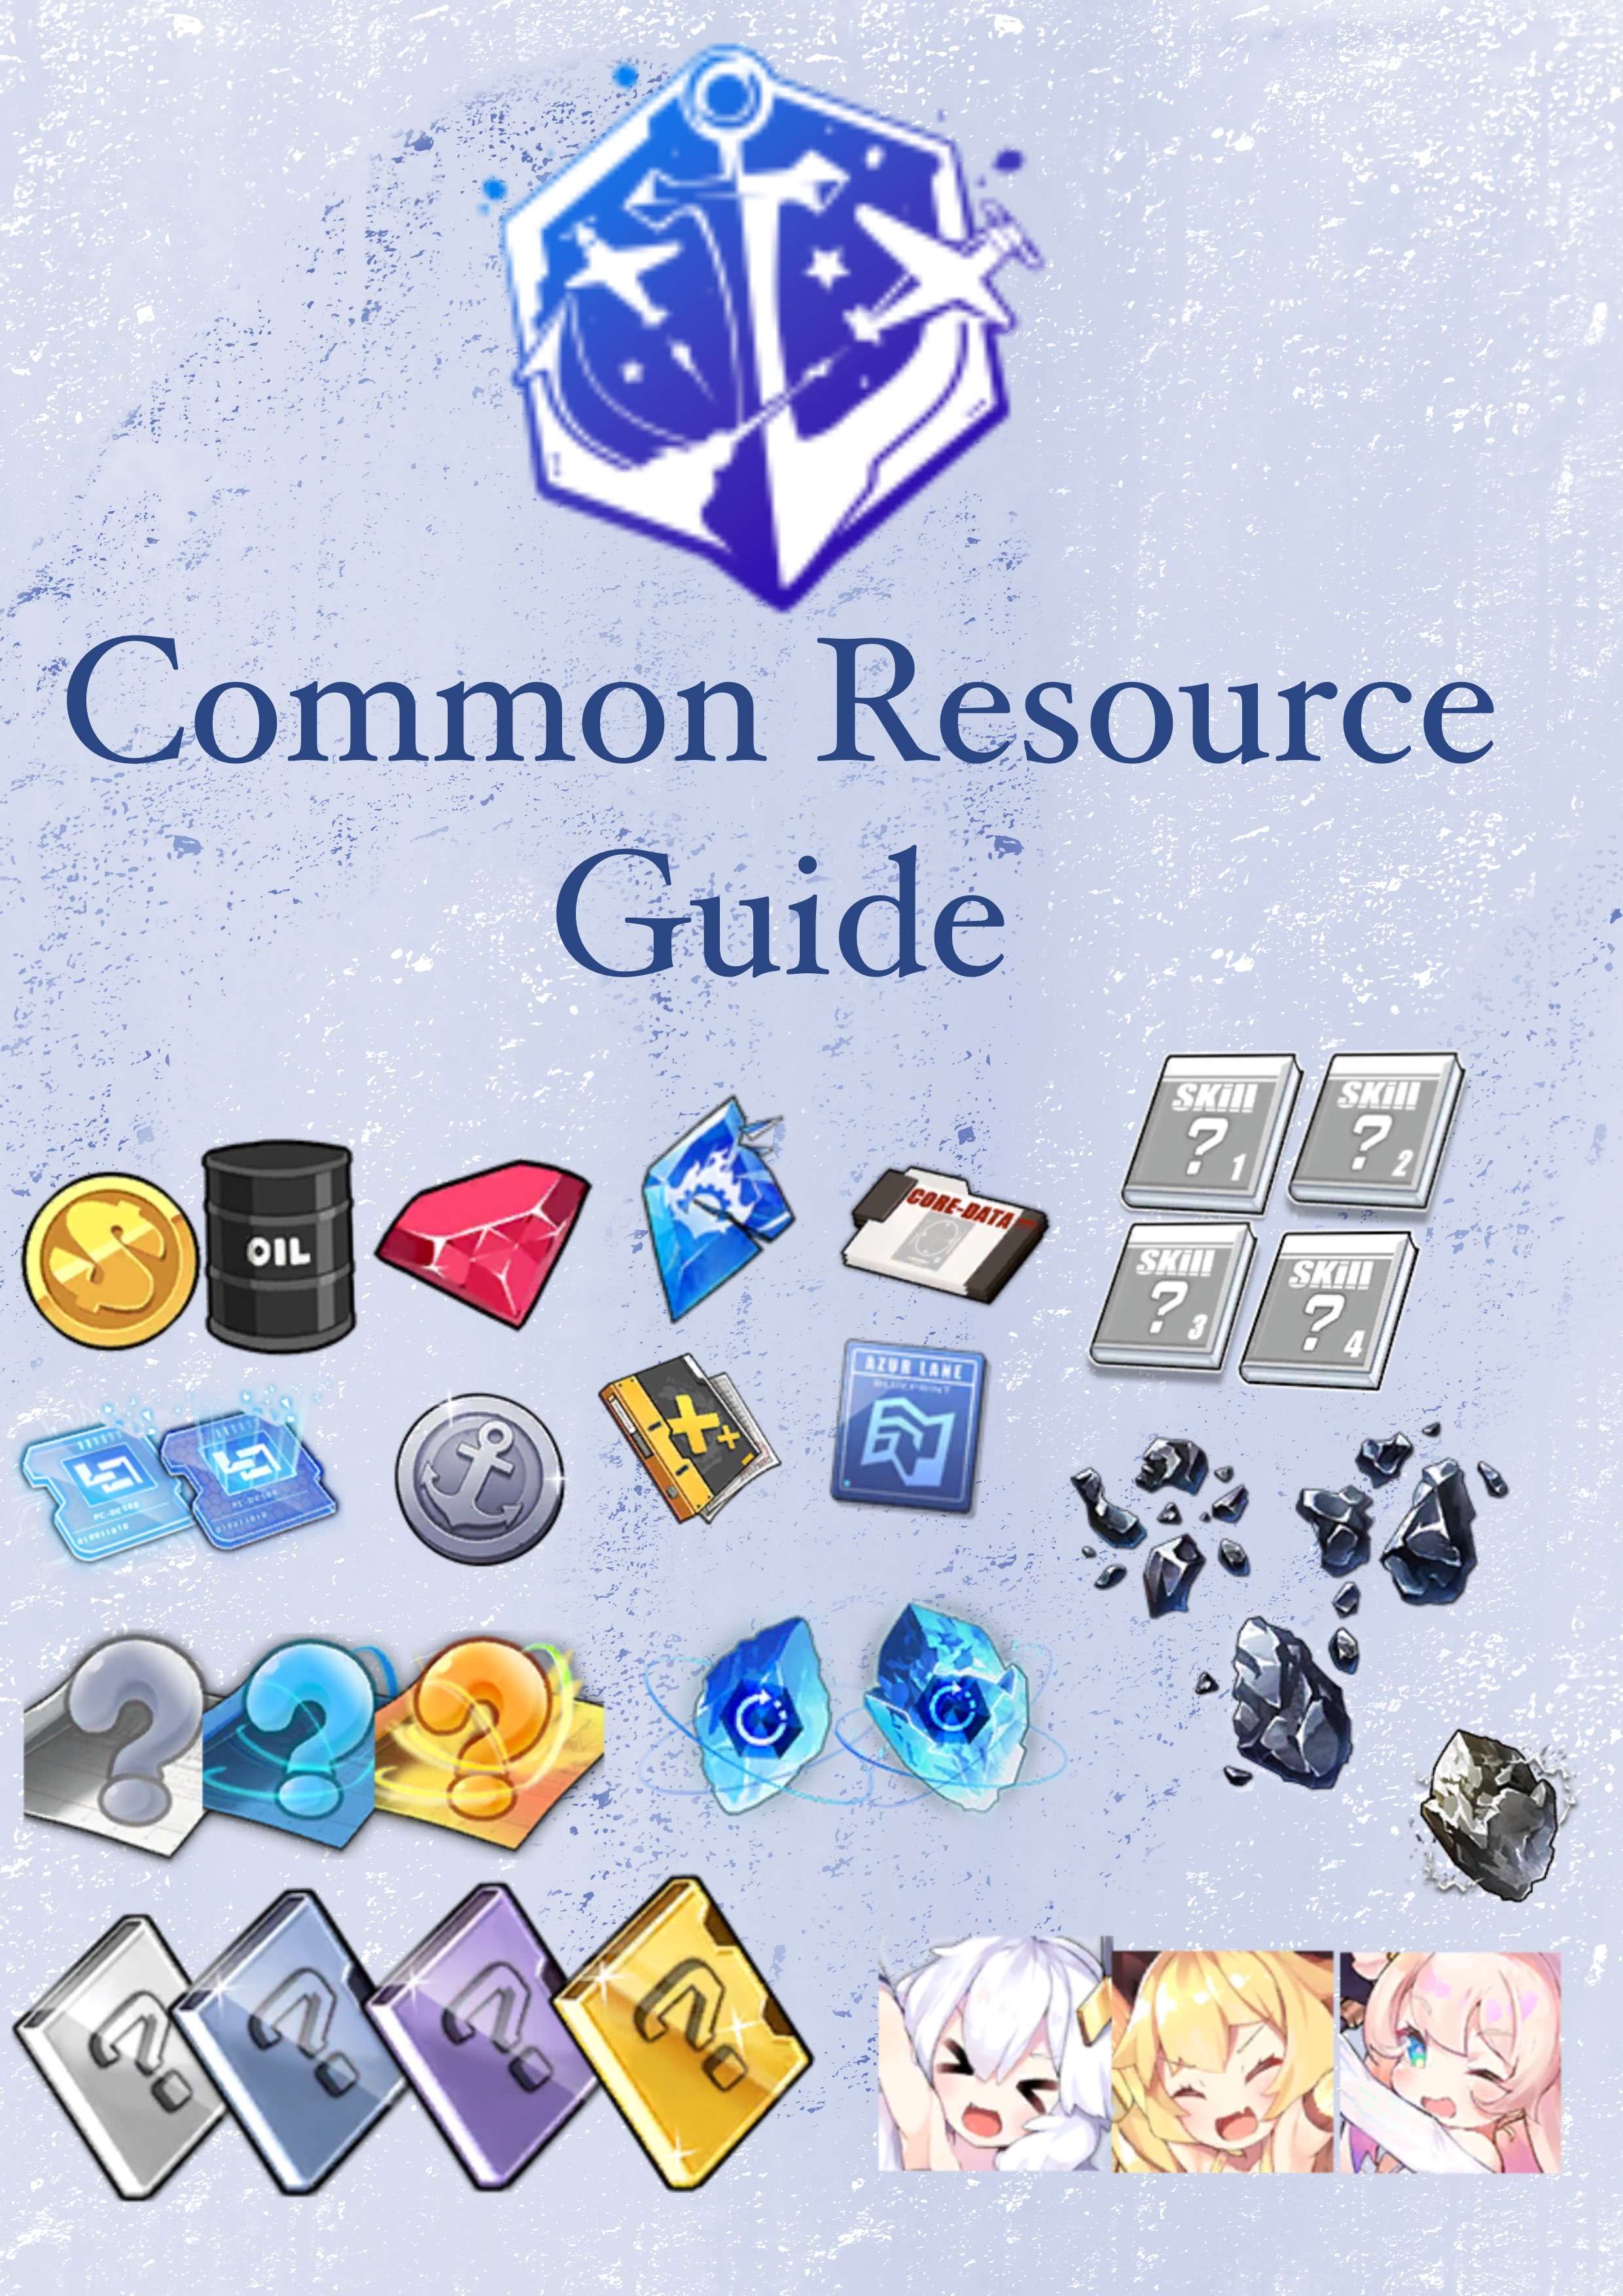 Common Resource
Guide
OIL
CORE-DATA
SKill
?
1
SKill
?
2
SKill
?
3
SKill
?
4
AZUR LANE
BLUEPRINT
?
?
?
?
?
?
?